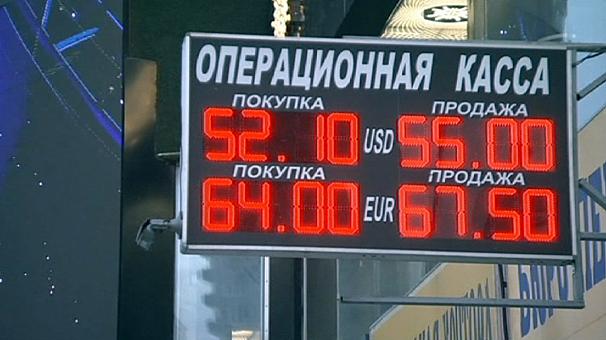 ОПЕРАЦИОННАЯ КАССА
ПОКУПКА ПРОДАЖА
52.10 USD 55.00
ПОКУПКА ПРОДАЖА
64.00 EUR 67.50